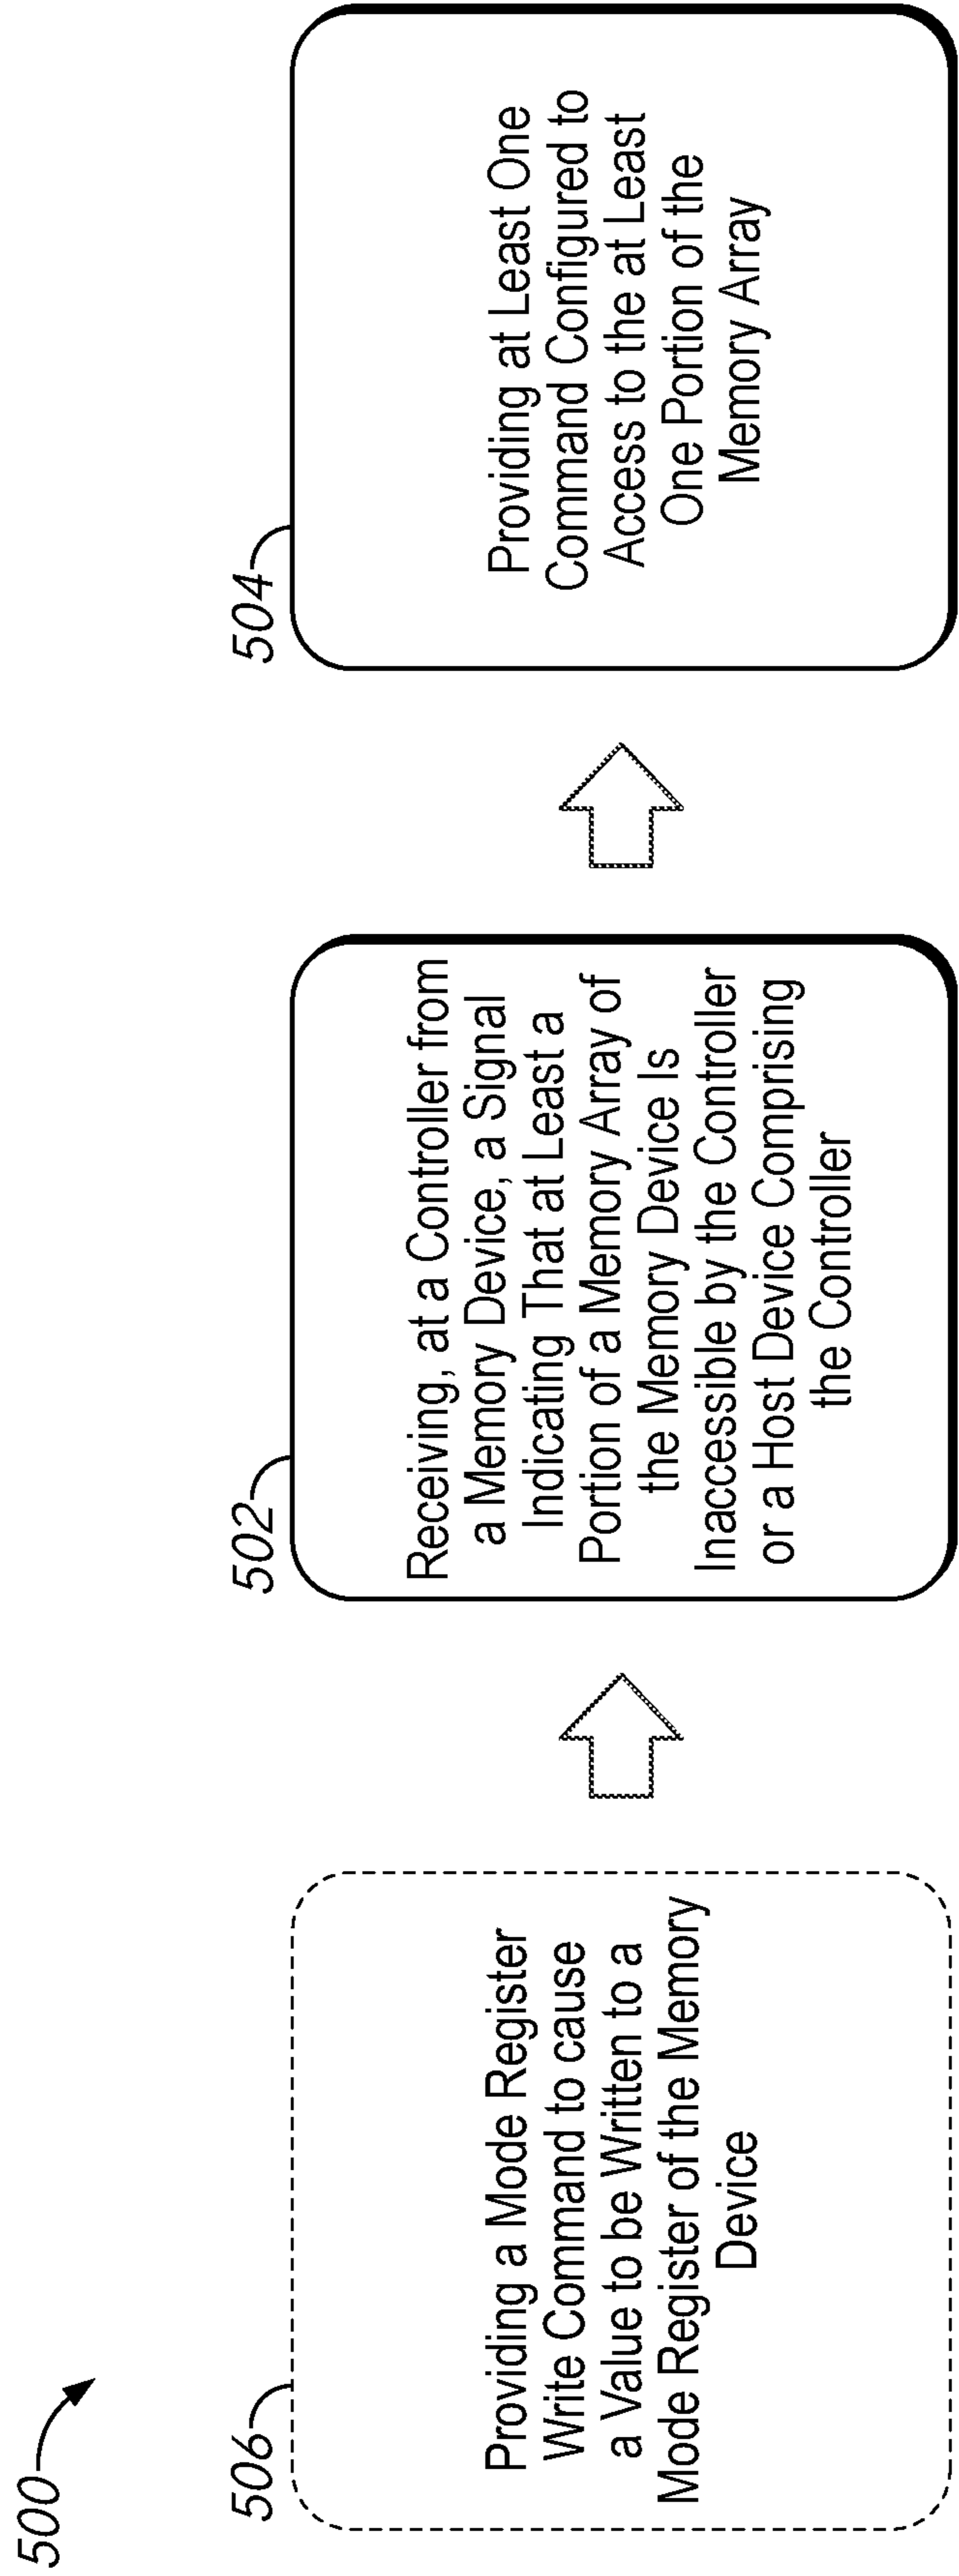 500
506
Providing a Mode Register
Write Command to cause
a Value to be Written to a
Mode Register of the Memory
Device
502
Receiving, at a Controller from
a Memory Device, a Signal
Indicating That at Least a
Portion of a Memory Array of
the Memory Device Is
Inaccessible by the Controller
or a Host Device Comprising
the Controller
504
Providing at Least One
Command Configured to
Access to the at Least
One Portion of the
Memory Array